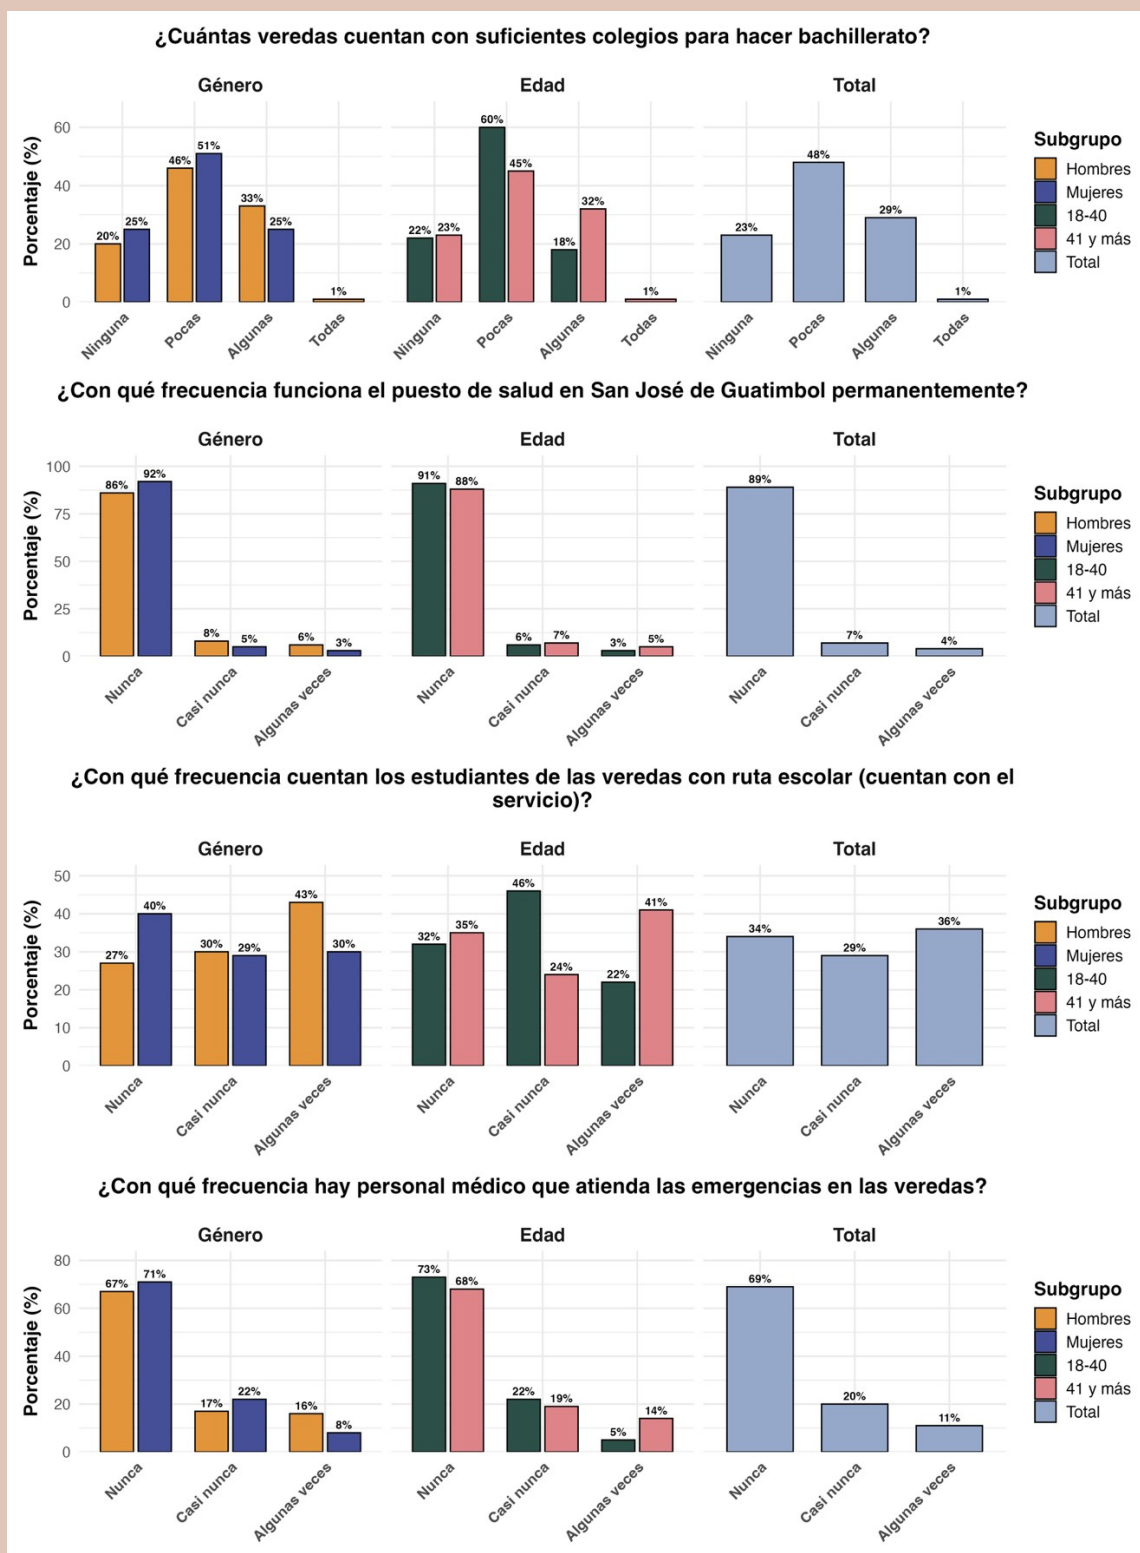 ¿Cuántas veredas cuentan con suficientes colegios para hacer bachillerato?
Género
Edad
Total
Porcentaje (%)
60
40
20
0
20%
25%
46%
51%
33%
25%
1%
22%
23%
60%
45%
18%
32%
1%
23%
48%
29%
1%
Ninguna
Pocas
Algunas
Todas
Ninguna
Pocas
Algunas
Todas
Ninguna
Pocas
Algunas
Todas
Subgrupo
Hombres
Mujeres
18-40
41 y más
Total
¿Con qué frecuencia funciona el puesto de salud en San José de Guatimbol permanentemente?
Género
Edad
Total
Porcentaje (%)
100
75
50
25
0
86%
92%
8%
5%
6%
3%
91%
88%
6%
7%
3%
5%
89%
7%
4%
Nunca
Casi nunca
Algunas veces
Nunca
Casi nunca
Algunas veces
Nunca
Casi nunca
Algunas veces
Subgrupo
Hombres
Mujeres
18-40
41 y más
Total
¿Con qué frecuencia cuentan los estudiantes de las veredas con ruta escolar (cuentan con el
servicio)?
Género
Edad
Total
Porcentaje (%)
50
40
30
20
10
0
27%
40%
30%
29%
43%
30%
32%
35%
46%
24%
22%
41%
34%
29%
36%
Nunca
Casi nunca
Algunas veces
Nunca
Casi nunca
Algunas veces
Nunca
Casi nunca
Algunas veces
Subgrupo
Hombres
Mujeres
18-40
41 y más
Total
¿Con qué frecuencia hay personal médico que atienda las emergencias en las veredas?
Género
Edad
Total
Porcentaje (%)
80
60
40
20
0
67%
71%
17%
22%
16%
8%
73%
68%
22%
19%
5%
14%
69%
20%
11%
Nunca
Casi nunca
Algunas veces
Nunca
Casi nunca
Algunas veces
Nunca
Casi nunca
Algunas veces
Subgrupo
Hombres
Mujeres
18-40
41 y más
Total